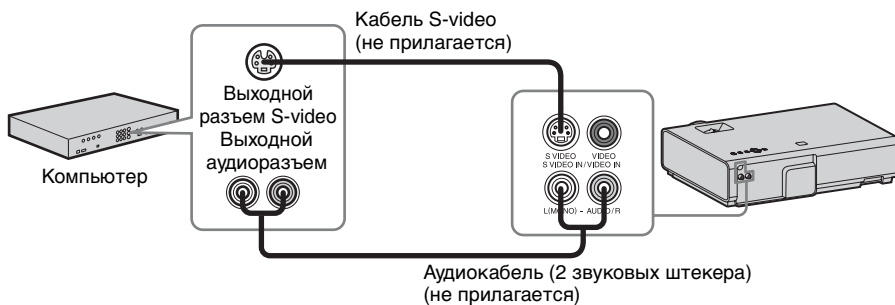 Кабель S-video
(не прилагается)
Выходной
разъем S-video
Выходной
аудиоразъем
Компьютер
S VIDEO
VIDEO
S VIDEO IN/VIDEO IN
L(MONO) - AUDIO/R
Аудиокабель (2 звуковых штекера)
(не прилагается)